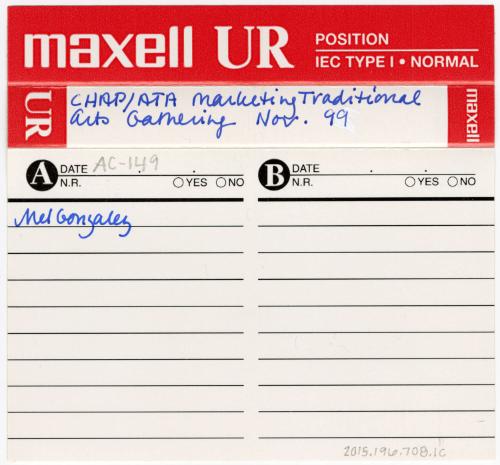 maxell UR POSITION
IEC TYPE I • NORMAL
UR CHAP/ATA Marketing Traditional maxell
Arts Gathering Nov. 99
A DATE AC-149 . . B DATE . .
N.R. ○YES ○NO N.R. ○YES ○NO
Mel Gonzalez
2015.196.708.1c